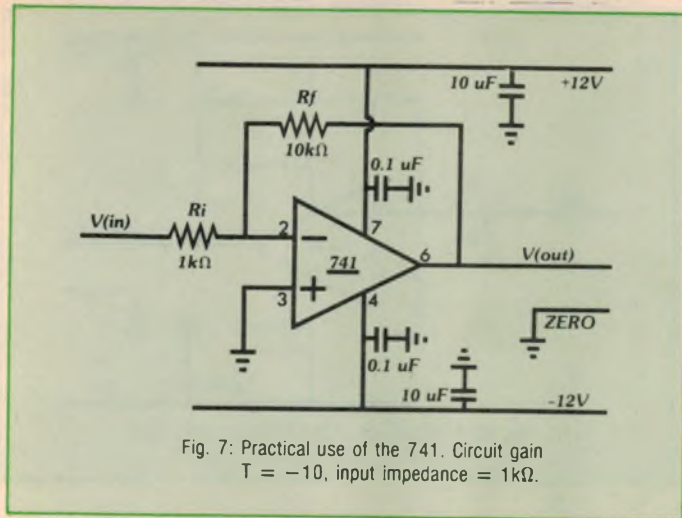 10 uF
+12V
Rf
10kΩ
0.1 uF
Ri
V(in)
1kΩ
2
7
−
741
6
V(out)
3
+
4
ZERO
0.1 uF
10 uF
-12V
Fig. 7: Practical use of the 741. Circuit gain
T = −10, input impedance = 1kΩ.